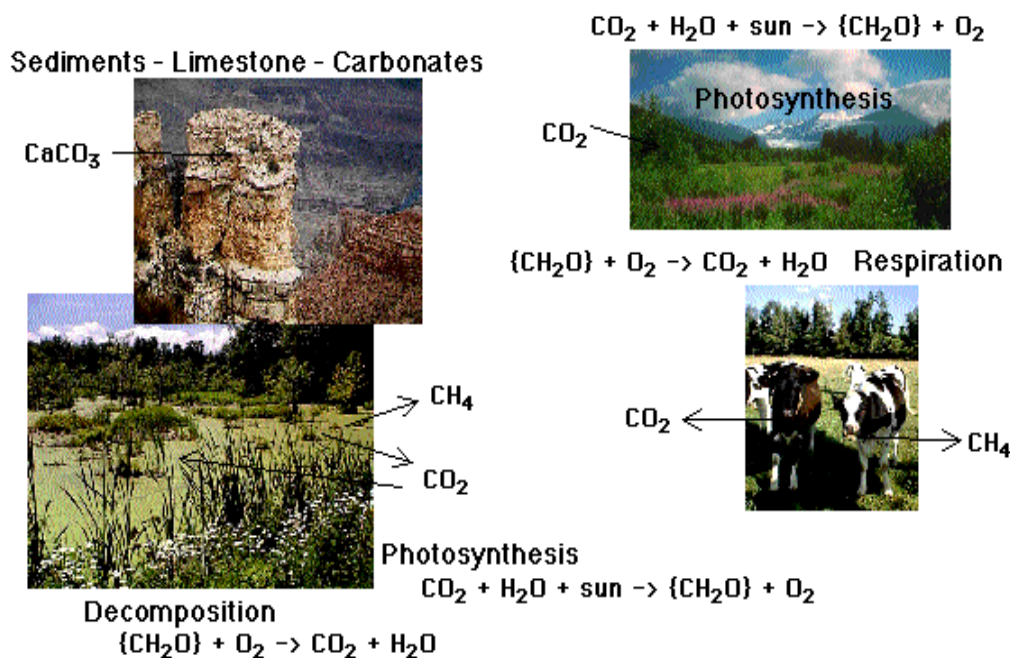 CO₂ + H₂O + sun -> {CH₂O} + O₂
Sediments - Limestone - Carbonates
Photosynthesis
CO₂
CaCO₃
{CH₂O} + O₂ -> CO₂ + H₂O Respiration
CH₄
CO₂
CO₂
CH₄
Photosynthesis
CO₂ + H₂O + sun -> {CH₂O} + O₂
Decomposition
{CH₂O} + O₂ -> CO₂ + H₂O